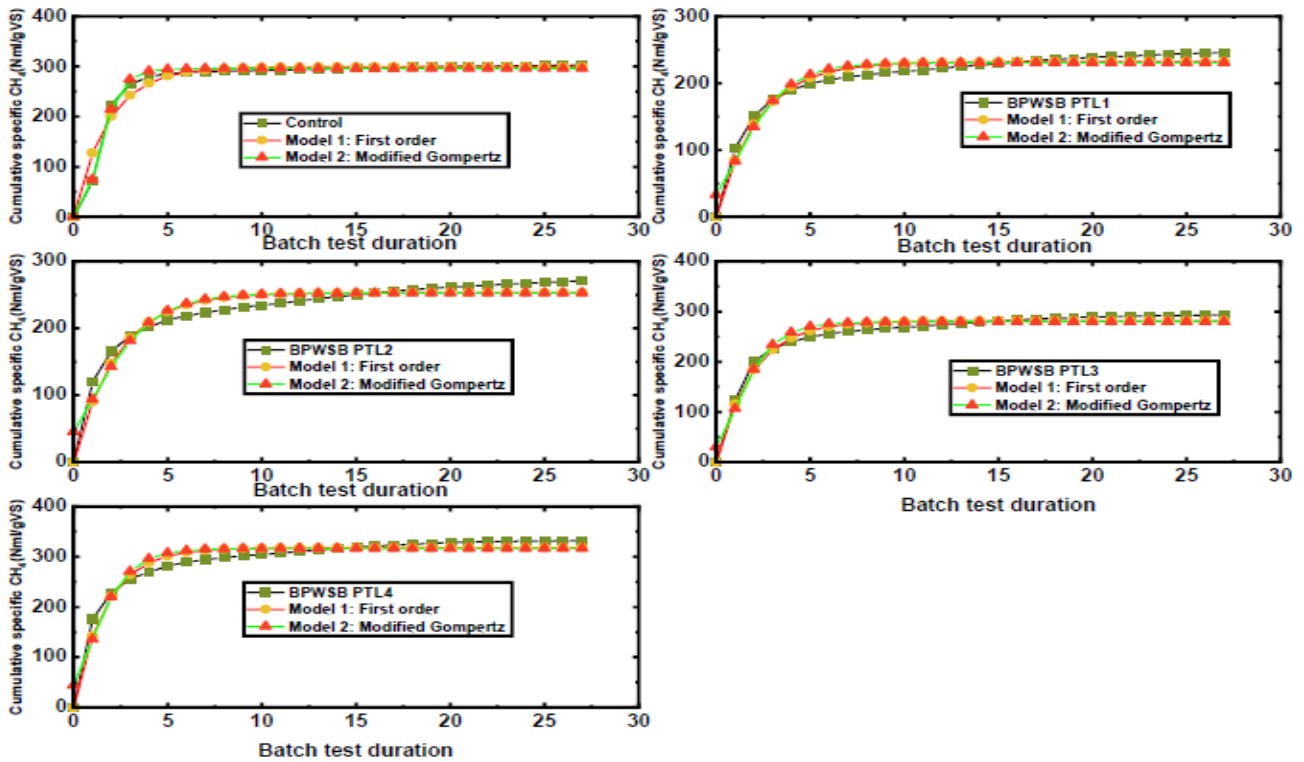 Cumulative specific CH4(Nml/gVS)
400
300
200
100
0
Control
Model 1: First order
Model 2: Modified Gompertz
0 5 10 15 20 25 30
Batch test duration
Cumulative specific CH4(Nml/gVS)
300
200
100
0
BPWSB PTL1
Model 1: First order
Model 2: Modified Gompertz
0 5 10 15 20 25 30
Batch test duration
Cumulative specific CH4(Nml/gVS)
300
200
100
0
BPWSB PTL2
Model 1: First order
Model 2: Modified Gompertz
0 5 10 15 20 25 30
Batch test duration
Cumulative specific CH4(Nml/gVS)
400
300
200
100
0
BPWSB PTL3
Model 1: First order
Model 2: Modified Gompertz
0 5 10 15 20 25 30
Batch test duration
Cumulative specific CH4(Nml/gVS)
400
300
200
100
0
BPWSB PTL4
Model 1: First order
Model 2: Modified Gompertz
0 5 10 15 20 25 30
Batch test duration